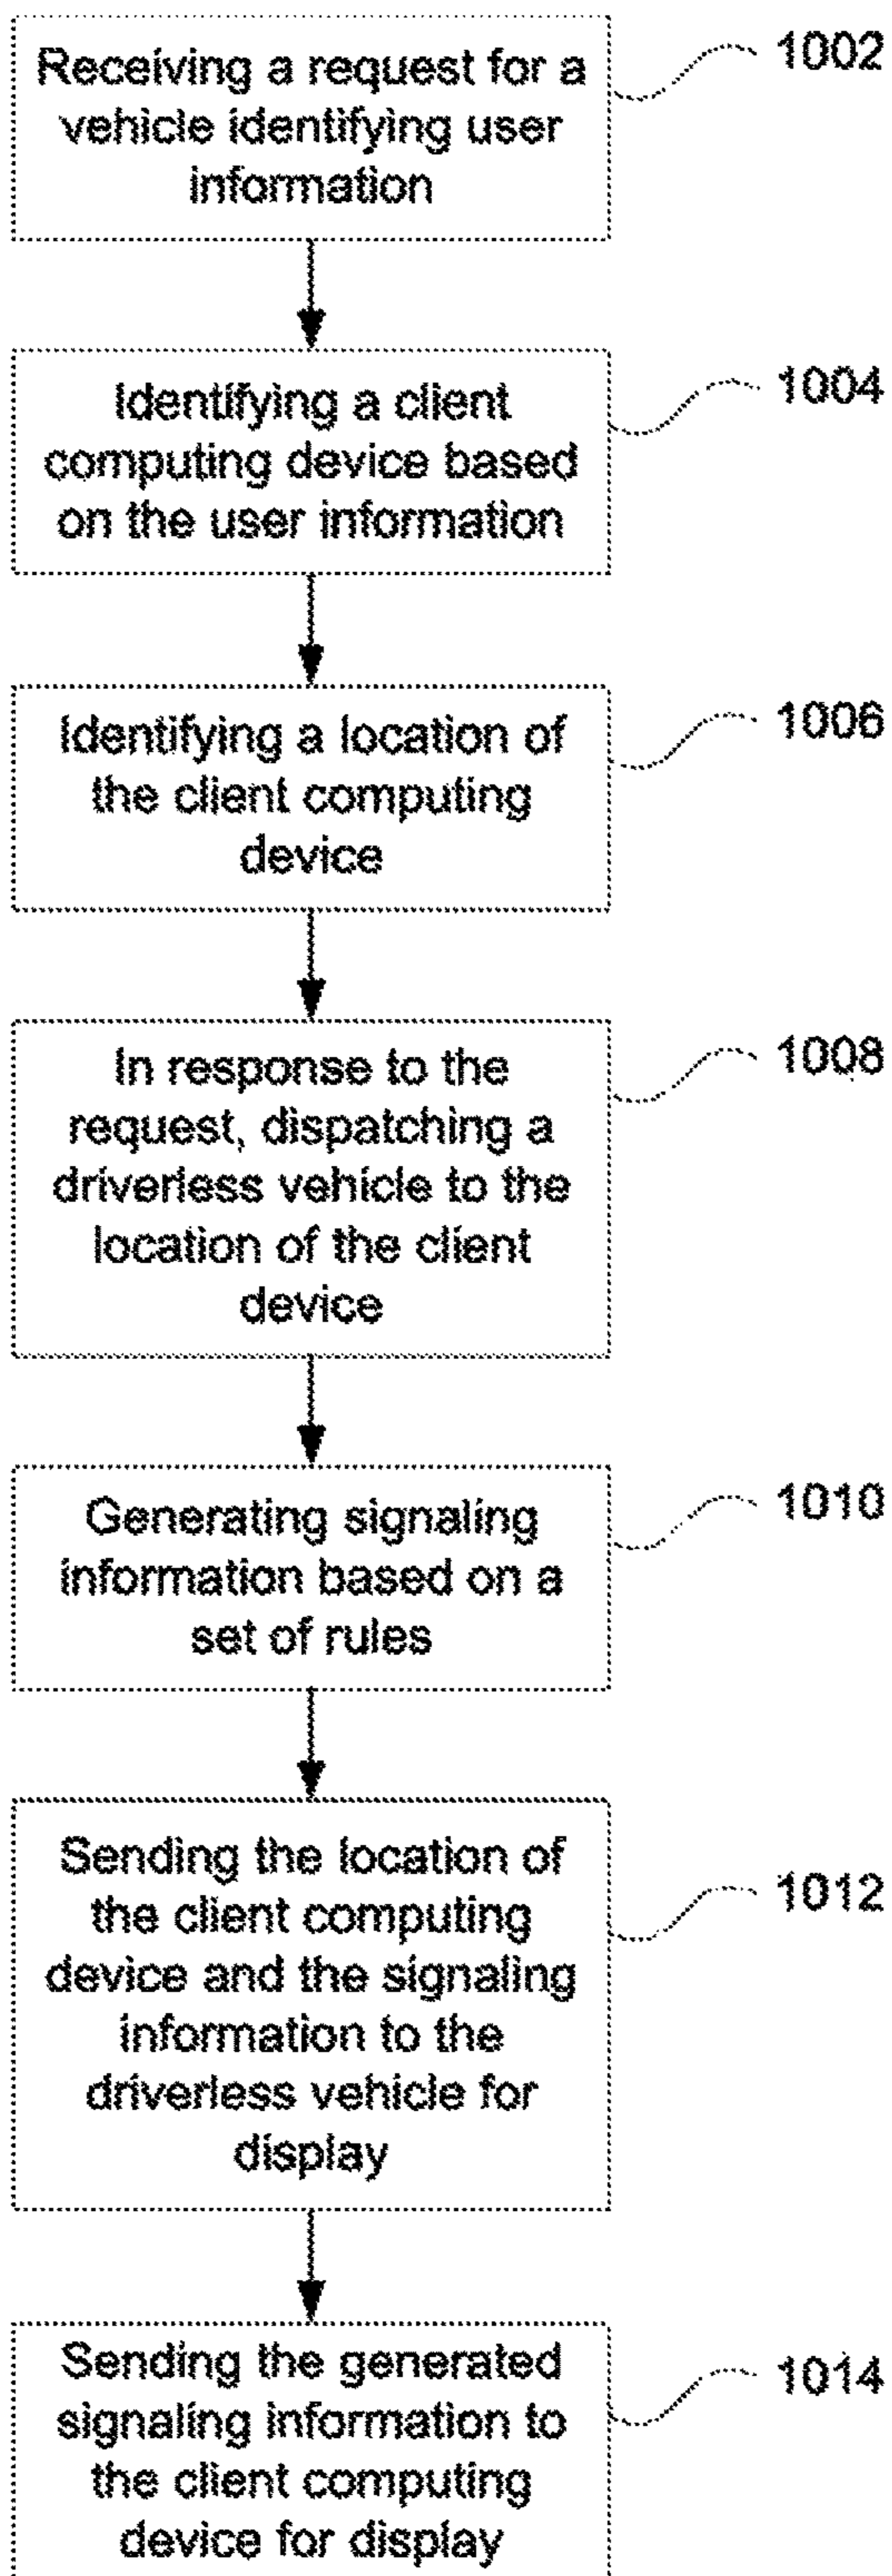 Receiving a request for a
vehicle identifying user
information
1002
Identifying a client
computing device based
on the user information
1004
Identifying a location of
the client computing
device
1006
In response to the
request, dispatching a
driverless vehicle to the
location of the client
device
1008
Generating signaling
information based on a
set of rules
1010
Sending the location of
the client computing
device and the signaling
information to the
driverless vehicle for
display
1012
Sending the generated
signaling information to
the client computing
device for display
1014